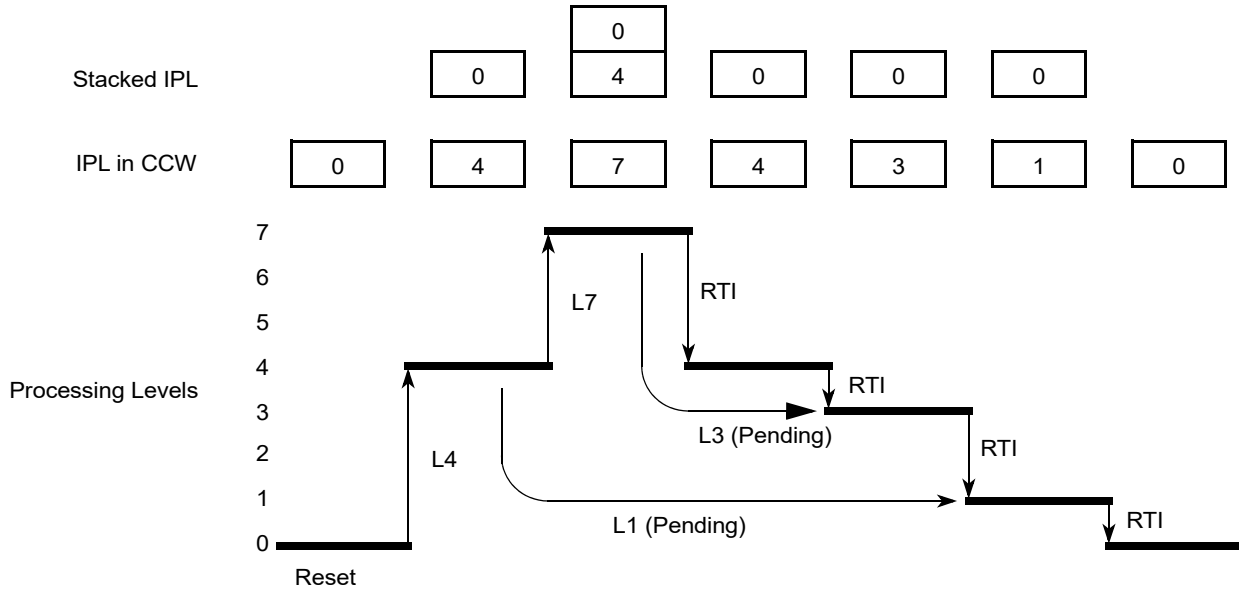 0
Stacked IPL 0 4 0 0 0
IPL in CCW 0 4 7 4 3 1 0
7
6
L7 RTI
5
4
Processing Levels RTI
3
L3 (Pending)
2
L4 RTI
1
L1 (Pending) RTI
0
Reset